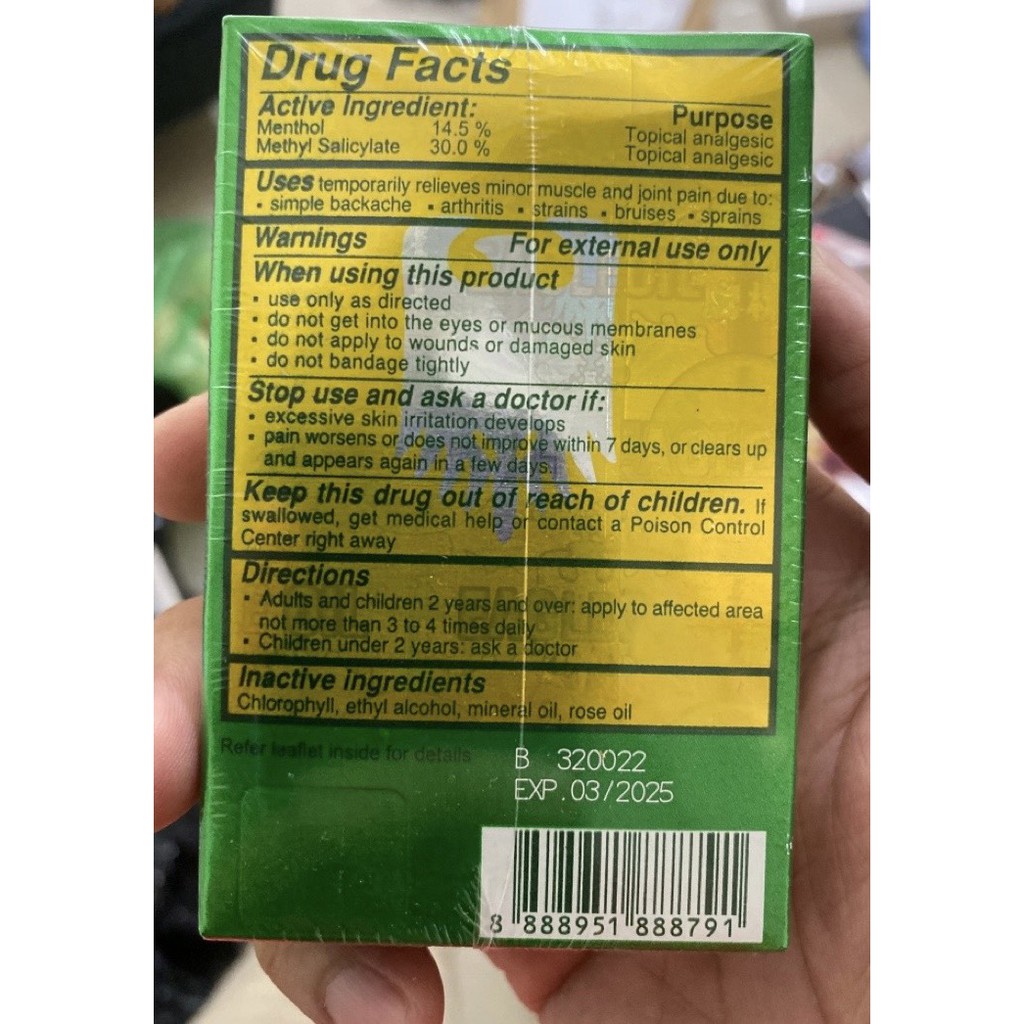 Drug Facts
Active Ingredient: Purpose
Menthol 14.5 % Topical analgesic
Methyl Salicylate 30.0 % Topical analgesic
Uses temporarily relieves minor muscle and joint pain due to:
▪ simple backache ▪ arthritis ▪ strains ▪ bruises ▪ sprains
Warnings For external use only
When using this product
▪ use only as directed
▪ do not get into the eyes or mucous membranes
▪ do not apply to wounds or damaged skin
▪ do not bandage tightly
Stop use and ask a doctor if:
▪ excessive skin irritation develops
▪ pain worsens or does not improve within 7 days, or clears up
and appears again in a few days.
Keep this drug out of reach of children. If
swallowed, get medical help or contact a Poison Control
Center right away
Directions
▪ Adults and children 2 years and over: apply to affected area
not more than 3 to 4 times daily
▪ Children under 2 years: ask a doctor
Inactive ingredients
Chlorophyll, ethyl alcohol, mineral oil, rose oil
Refer leaflet inside for details
B 320022
EXP.03/2025
8 888951 888791